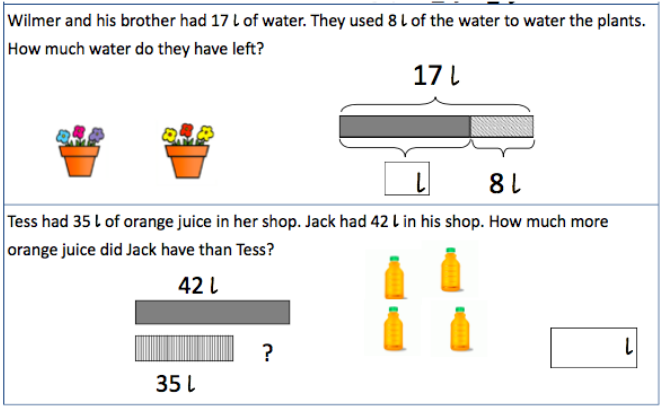 Wilmer and his brother had 17 l of water. They used 8 l of the water to water the plants.
How much water do they have left?
17 l
l
8 l
Tess had 35 l of orange juice in her shop. Jack had 42 l in his shop. How much more
orange juice did Jack have than Tess?
42 l
?
l
35 l